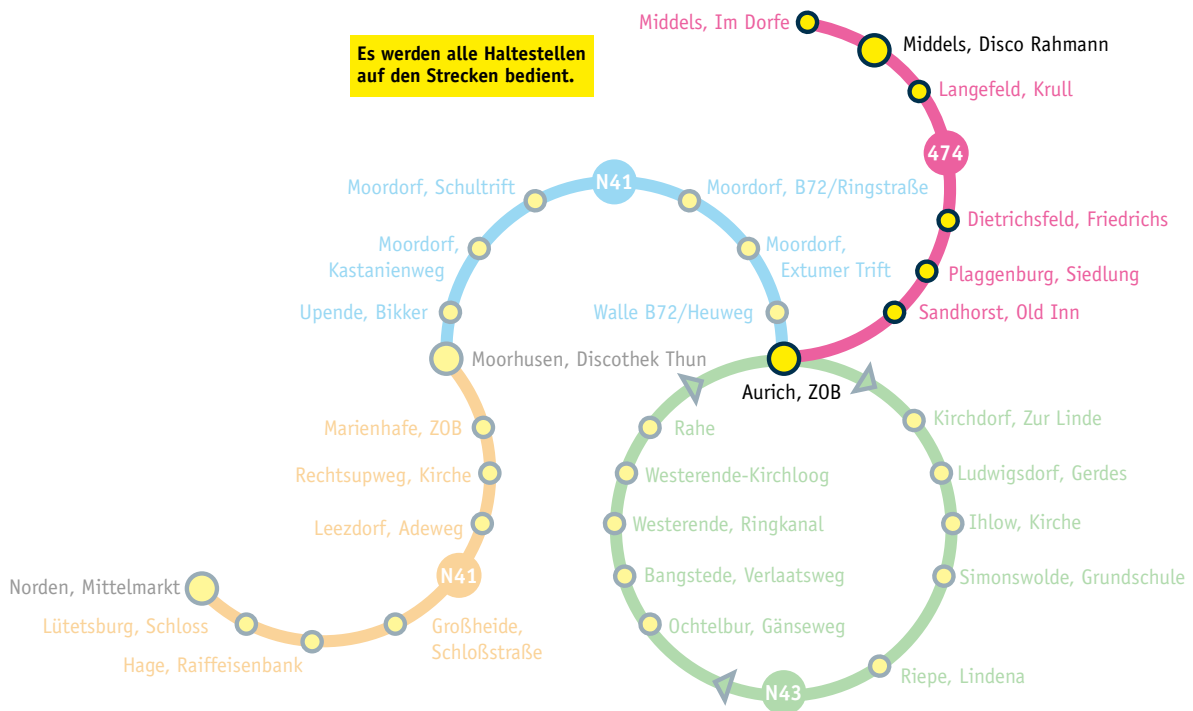 Middels, Im Dorfe
Middels, Disco Rahmann
Es werden alle Haltestellen
auf den Strecken bedient.
Langefeld, Krull
474
N41
Moordorf, Schultrift
Moordorf, B72/Ringstraße
Dietrichsfeld, Friedrichs
Moordorf,
Kastanienweg
Moordorf,
Extumer Trift
Plaggenburg, Siedlung
Upende, Bikker
Walle B72/Heuweg
Sandhorst, Old Inn
Moorhusen, Discothek Thun
Aurich, ZOB
Marienhafe, ZOB
Rahe
Kirchdorf, Zur Linde
Rechtsupweg, Kirche
Westerende-Kirchloog
Ludwigsdorf, Gerdes
Leezdorf, Adeweg
Westerende, Ringkanal
Ihlow, Kirche
N41
Norden, Mittelmarkt
Bangstede, Verlaatsweg
Simonswolde, Grundschule
Lütetsburg, Schloss
Großheide,
Schloßstraße
Ochtelbur, Gänseweg
Hage, Raiffeisenbank
Riepe, Lindena
N43